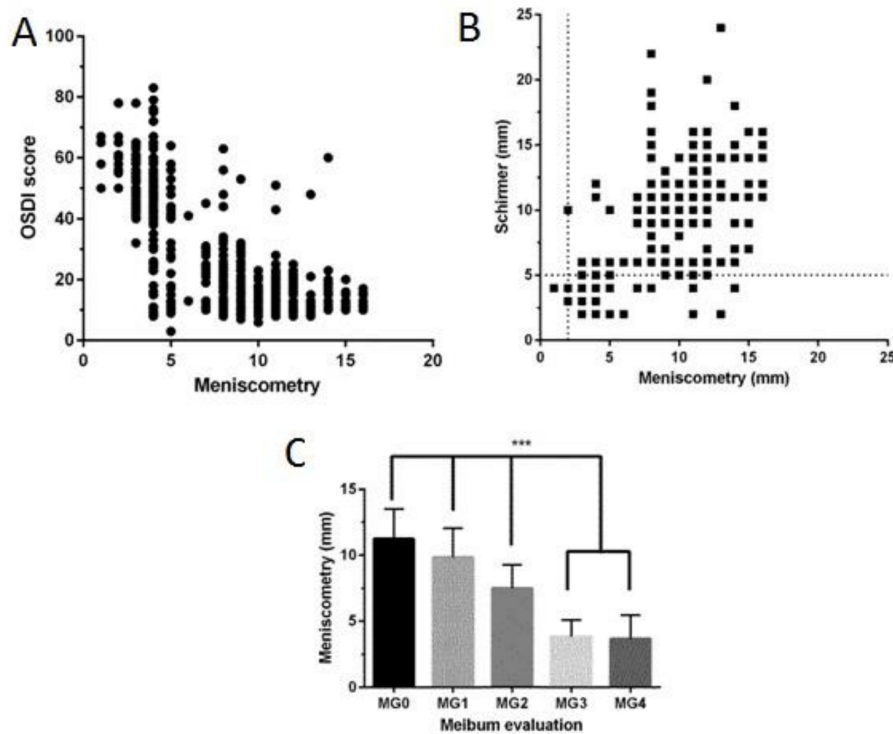 A
100
80
60
40
20
0
OSDI score
0 5 10 15 20
Meniscometry
B
25
20
15
10
5
0
Schirmer (mm)
0 5 10 15 20 25
Meniscometry (mm)
C
***
15
10
5
0
Meniscometry (mm)
MG0 MG1 MG2 MG3 MG4
Meibum evaluation